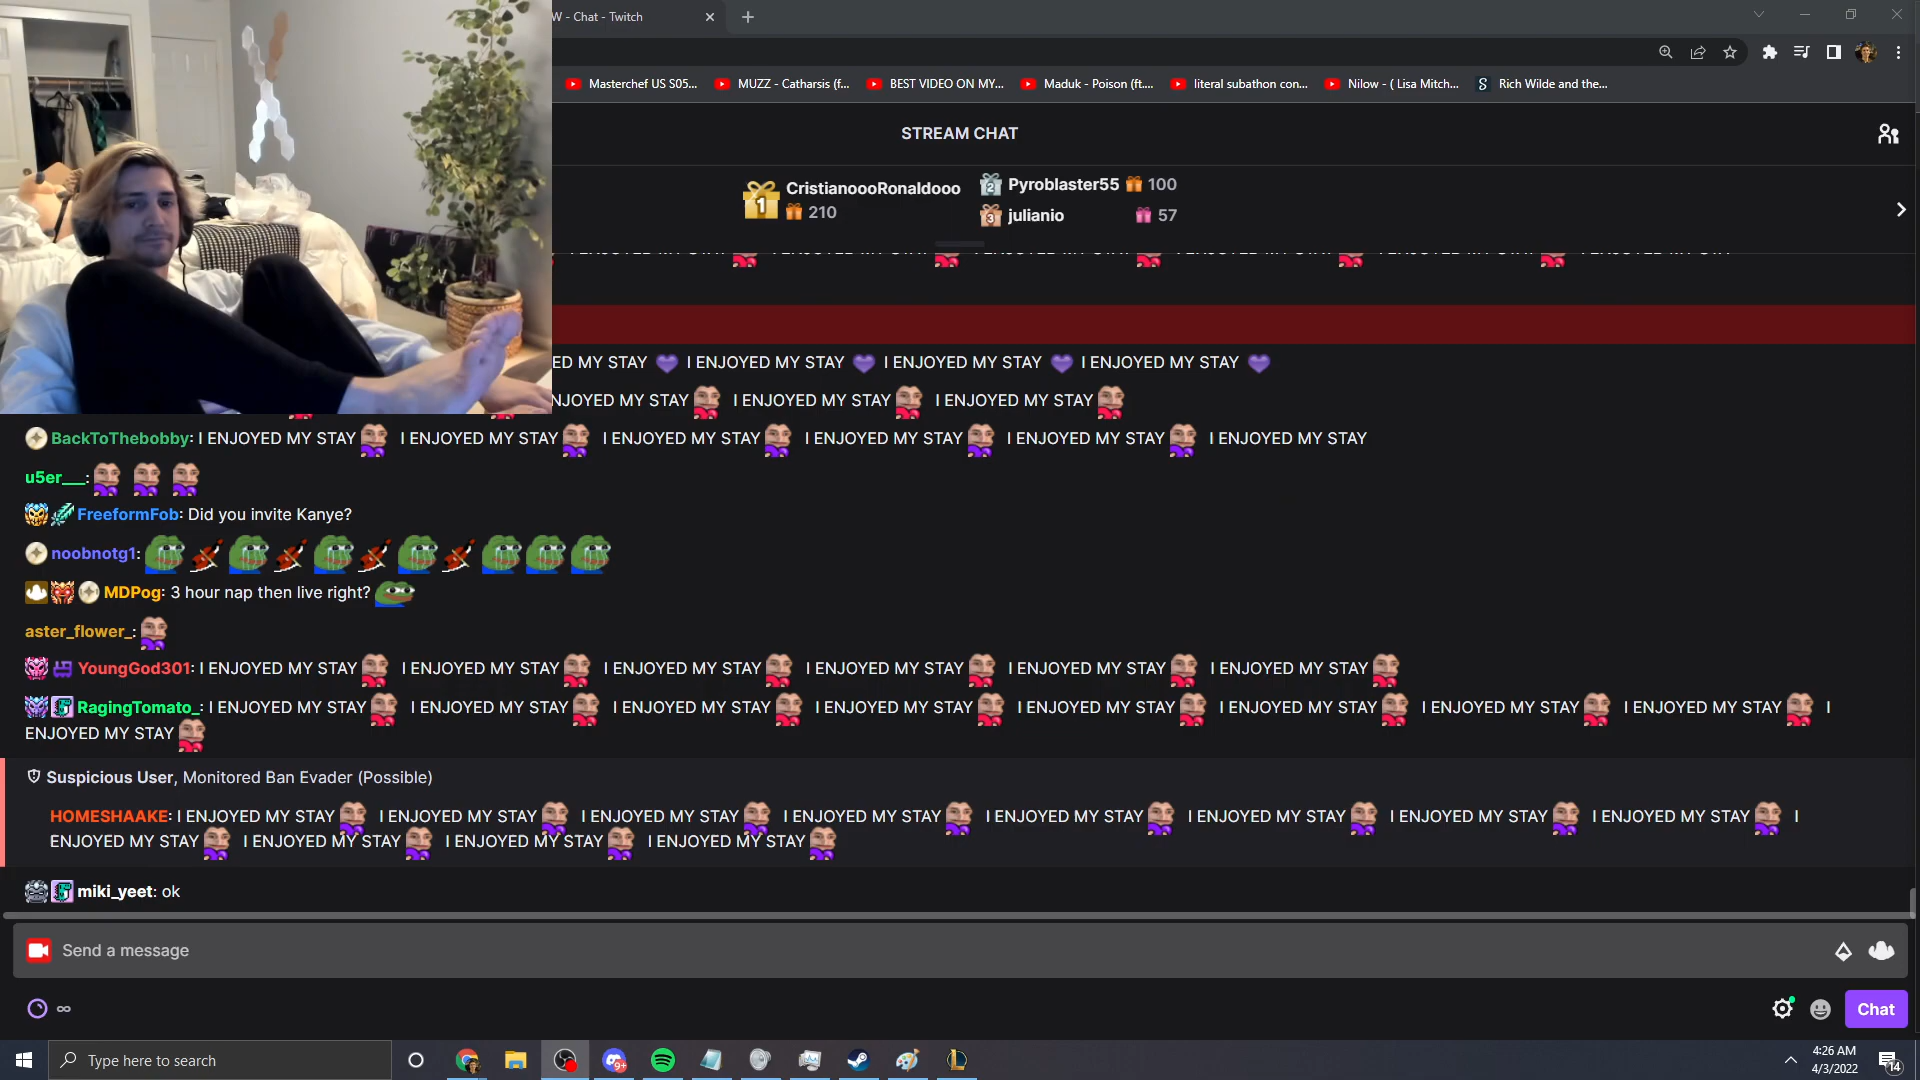 W - Chat - Twitch
Masterchef US S05... MUZZ - Catharsis (f... BEST VIDEO ON MY... Maduk - Poison (ft.... literal subathon con... Nilow - ( Lisa Mitch... Rich Wilde and the...
STREAM CHAT
1 CristianoooRonaldooo 210
2 Pyroblaster55 100
3 julianio 57
ED MY STAY I ENJOYED MY STAY I ENJOYED MY STAY I ENJOYED MY STAY
NJOYED MY STAY I ENJOYED MY STAY I ENJOYED MY STAY
BackToThebobby: I ENJOYED MY STAY I ENJOYED MY STAY I ENJOYED MY STAY I ENJOYED MY STAY I ENJOYED MY STAY I ENJOYED MY STAY
u5er___:
FreeformFob: Did you invite Kanye?
noobnotg1:
MDPog: 3 hour nap then live right?
aster_flower_:
YoungGod301: I ENJOYED MY STAY I ENJOYED MY STAY I ENJOYED MY STAY I ENJOYED MY STAY I ENJOYED MY STAY I ENJOYED MY STAY
RagingTomato_: I ENJOYED MY STAY I ENJOYED MY STAY I ENJOYED MY STAY I ENJOYED MY STAY I ENJOYED MY STAY I ENJOYED MY STAY I ENJOYED MY STAY I ENJOYED MY STAY I
ENJOYED MY STAY
Suspicious User, Monitored Ban Evader (Possible)
HOMESHAAKE: I ENJOYED MY STAY I ENJOYED MY STAY I ENJOYED MY STAY I ENJOYED MY STAY I ENJOYED MY STAY I ENJOYED MY STAY I ENJOYED MY STAY I ENJOYED MY STAY I
ENJOYED MY STAY I ENJOYED MY STAY I ENJOYED MY STAY I ENJOYED MY STAY
miki_yeet: ok
Send a message
∞
Chat
Type here to search
9+
4:26 AM
4/3/2022
14